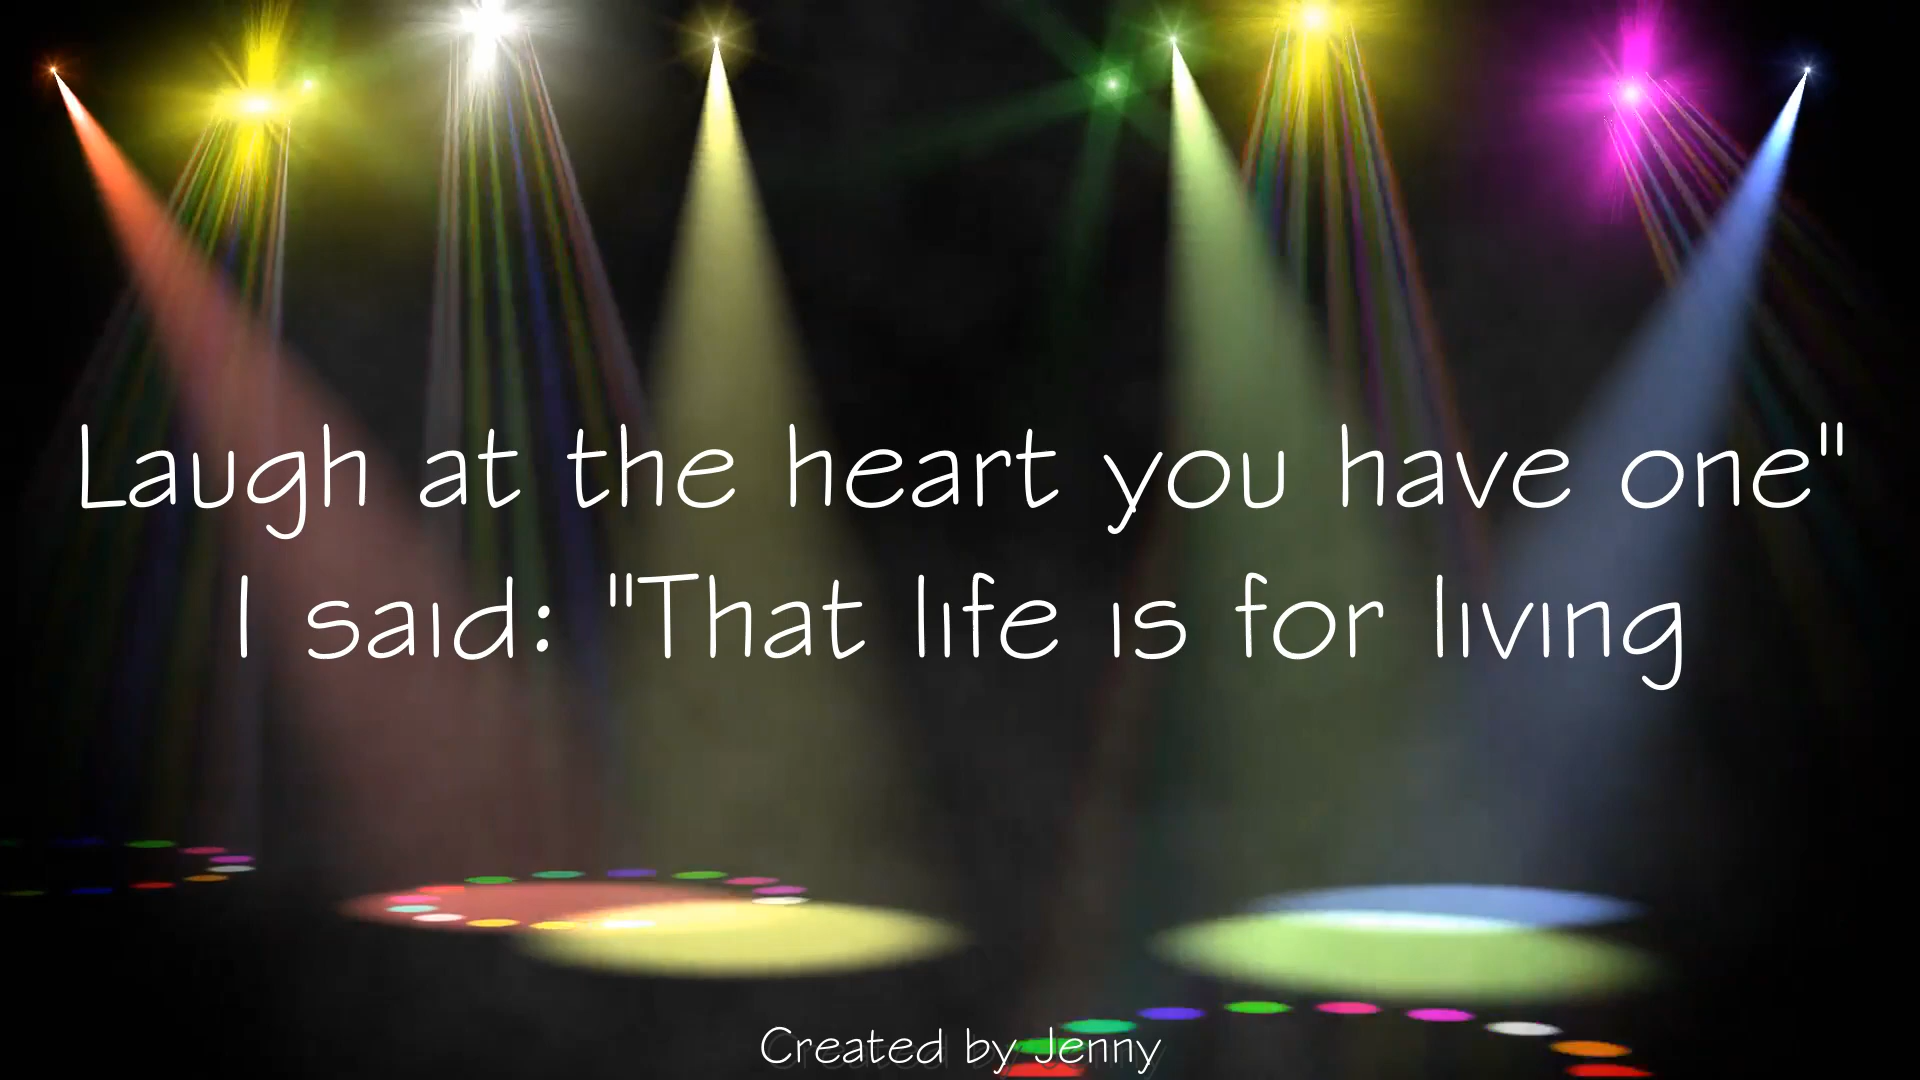 Laugh at the heart you have one"
I said: "That life is for living
Created by Jenny